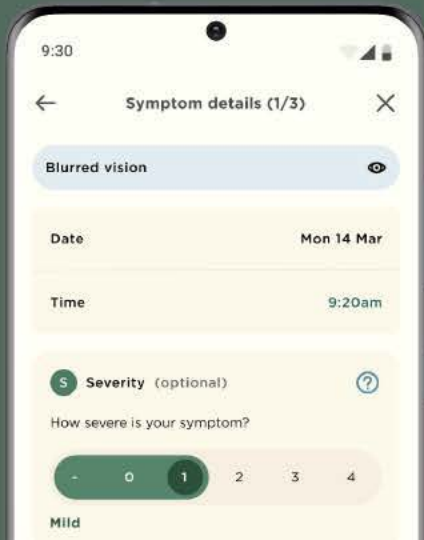 9:30
Symptom details (1/3)
Blurred vision
Date Mon 14 Mar
Time 9:20am
S Severity (optional) ?
How severe is your symptom?
- 0 1 2 3 4
Mild